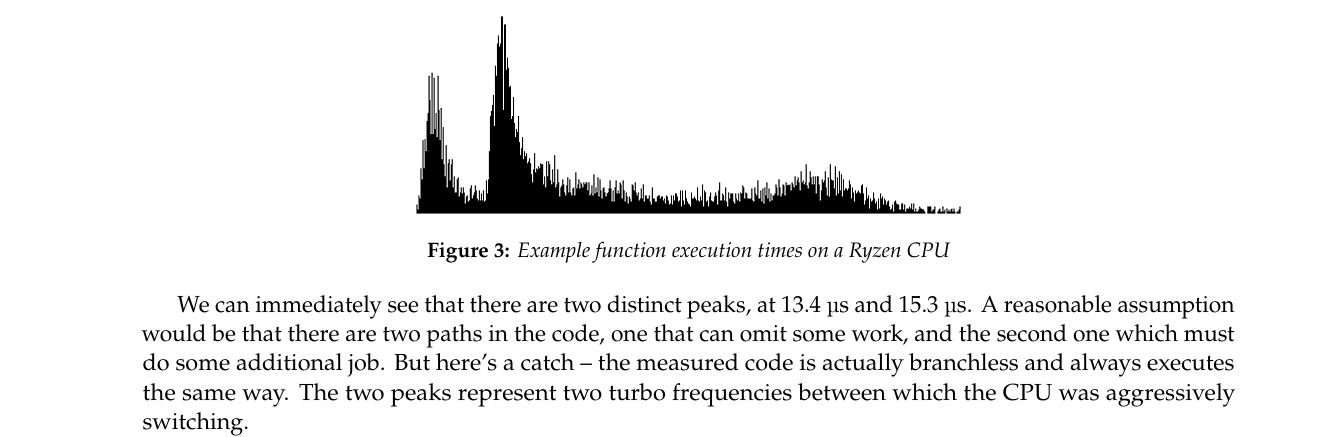 Figure 3: Example function execution times on a Ryzen CPU
We can immediately see that there are two distinct peaks, at 13.4 µs and 15.3 µs. A reasonable assumption
would be that there are two paths in the code, one that can omit some work, and the second one which must
do some additional job. But here's a catch – the measured code is actually branchless and always executes
the same way. The two peaks represent two turbo frequencies between which the CPU was aggressively
switching.